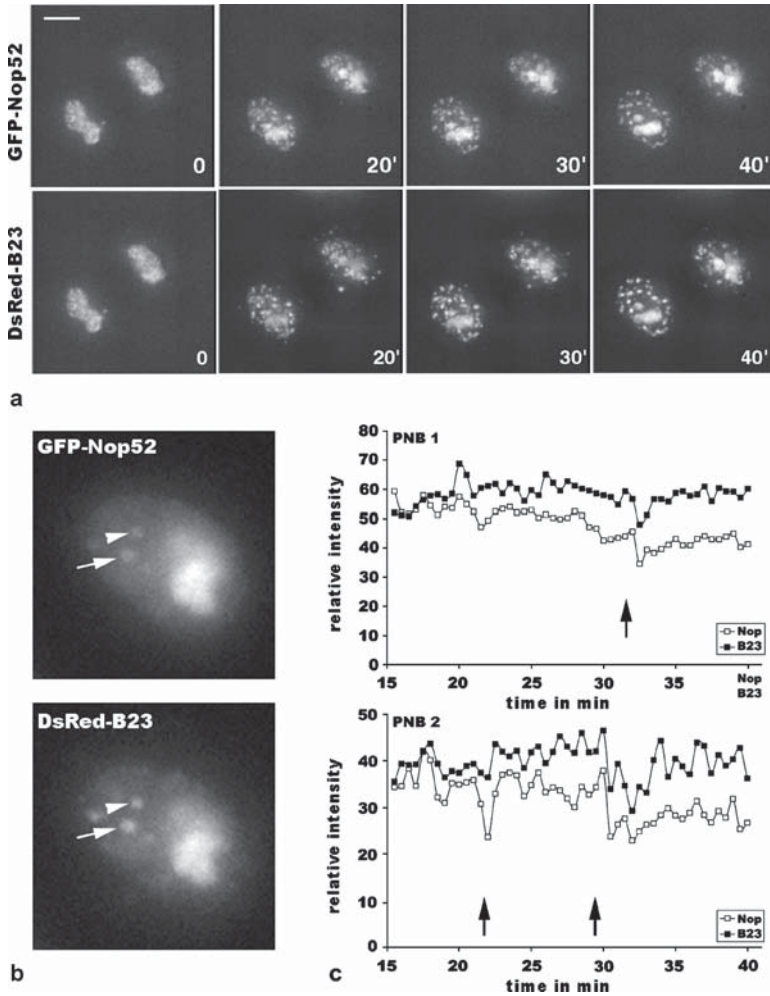 GFP-Nop52
0
20'
30'
40'
DsRed-B23
0
20'
30'
40'
a
GFP-Nop52
DsRed-B23
b
PNB 1
relative intensity
80
70
60
50
40
30
20
10
0
15
20
25
30
35
40
time in min
Nop
B23
Nop
B23
PNB 2
relative intensity
50
40
30
20
10
0
15
20
25
30
35
40
time in min
Nop
B23
c